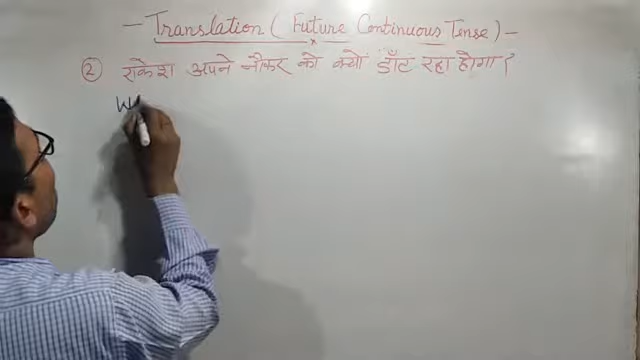 – Translation ( Future Continuous Tense ) –
② राकेश अपने नौकर को क्यों डाँट रहा होगा ?
Wh